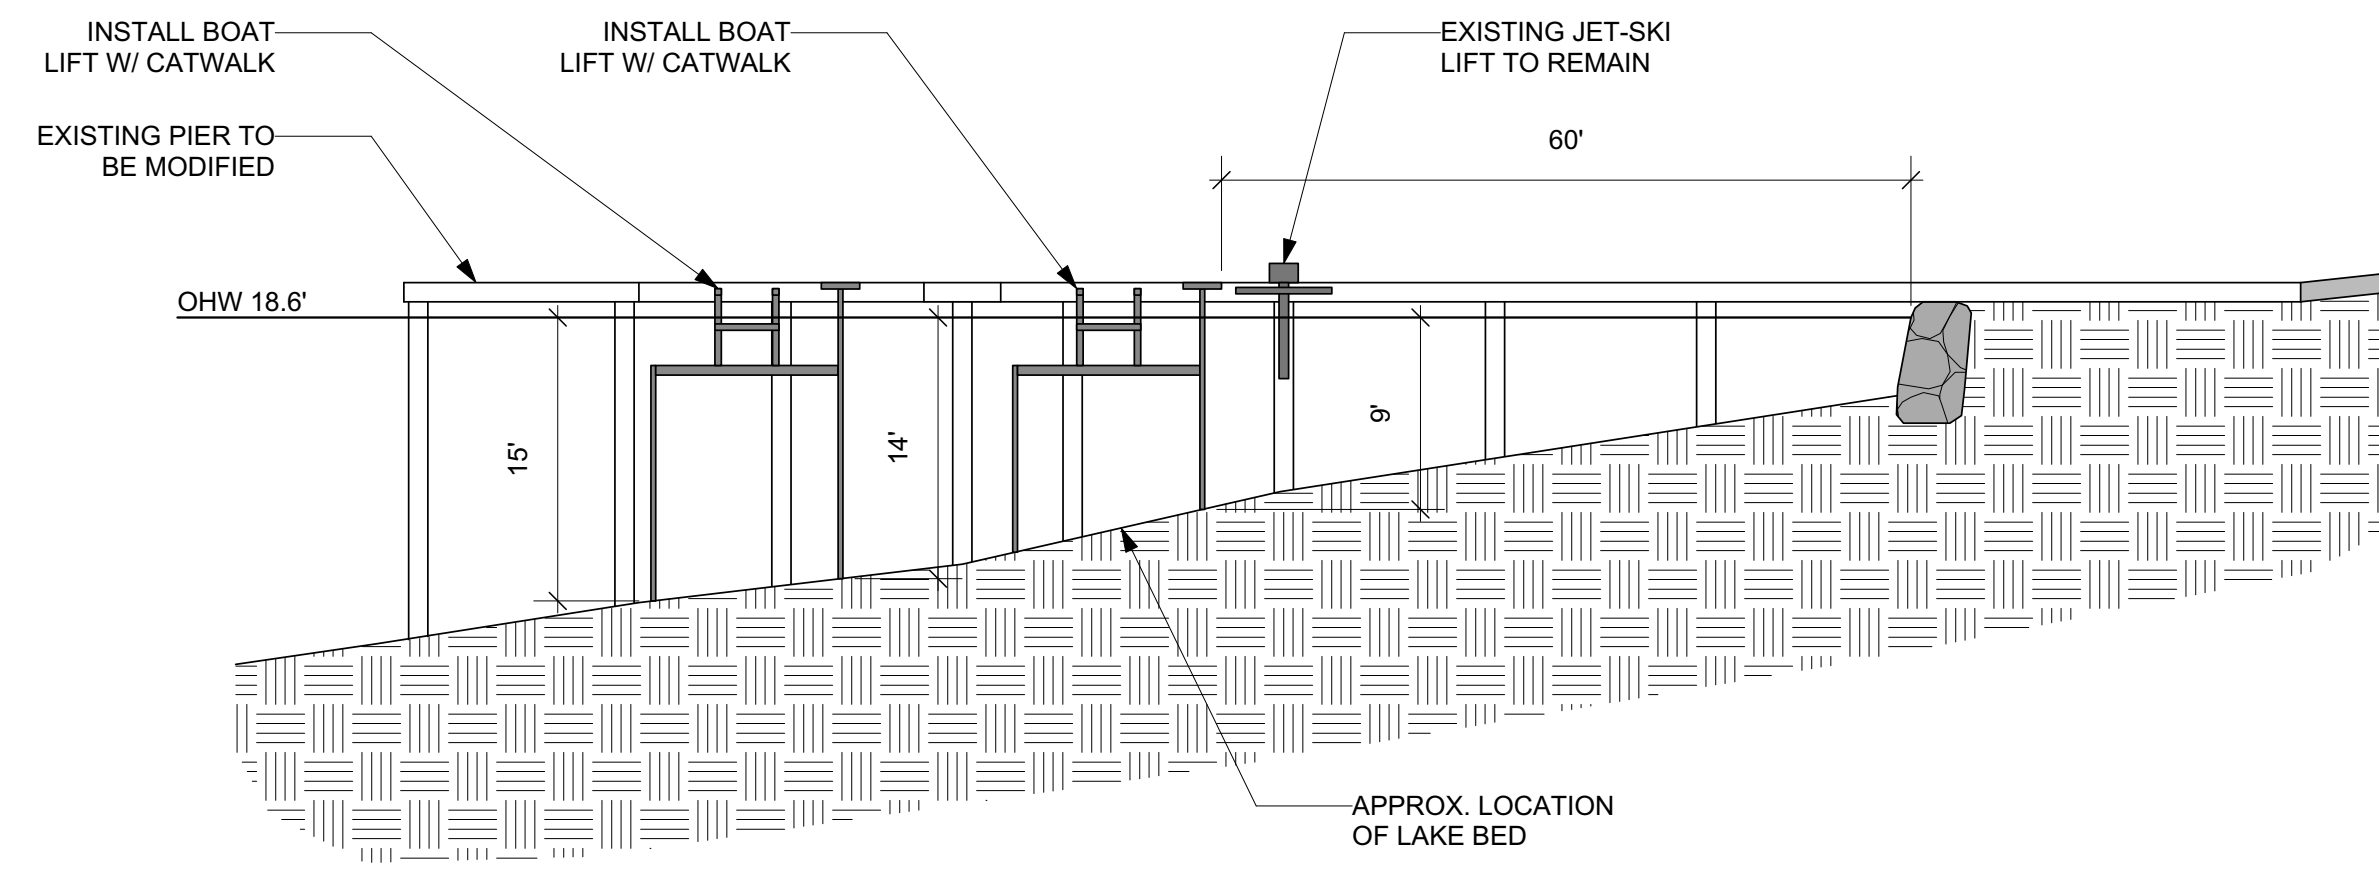 INSTALL BOAT
LIFT W/ CATWALK
INSTALL BOAT
LIFT W/ CATWALK
EXISTING JET-SKI
LIFT TO REMAIN
EXISTING PIER TO
BE MODIFIED
60'
OHW 18.6'
15'
14'
9'
APPROX. LOCATION
OF LAKE BED